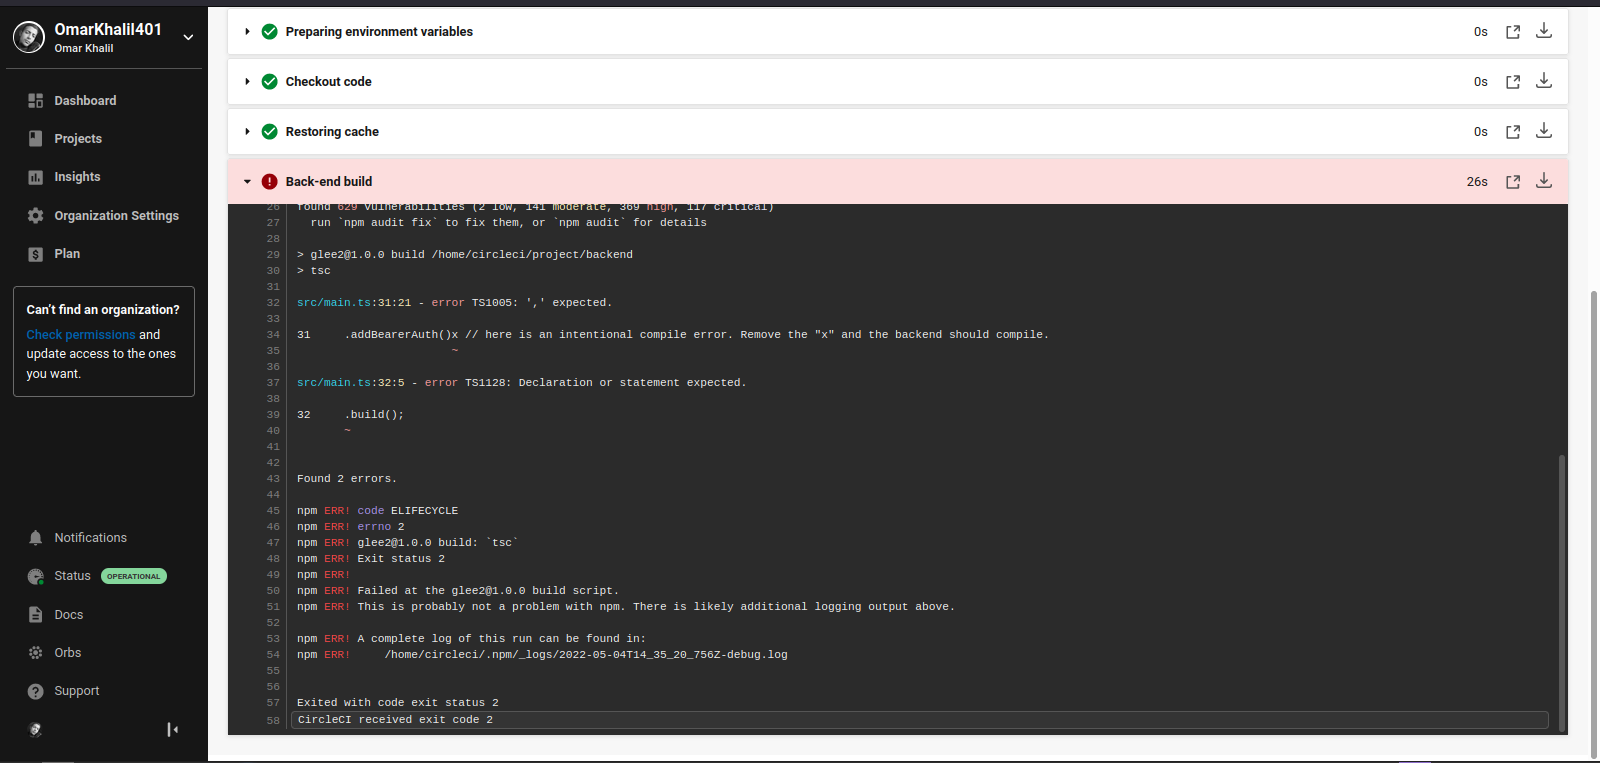 OmarKhalil401
Omar Khalil
Dashboard
Projects
Insights
Organization Settings
Plan
Can't find an organization?
Check permissions and
update access to the ones
you want.
Notifications
Status OPERATIONAL
Docs
Orbs
Support
Preparing environment variables 0s
Checkout code 0s
Restoring cache 0s
Back-end build 26s
26 found 629 vulnerabilities (2 low, 141 moderate, 369 high, 117 critical)
27 run `npm audit fix` to fix them, or `npm audit` for details
28
29 > glee2@1.0.0 build /home/circleci/project/backend
30 > tsc
31
32 src/main.ts:31:21 - error TS1005: ',' expected.
33
34 31 .addBearerAuth()x // here is an intentional compile error. Remove the "x" and the backend should compile.
35 ~
36
37 src/main.ts:32:5 - error TS1128: Declaration or statement expected.
38
39 32 .build();
40 ~
41
42
43 Found 2 errors.
44
45 npm ERR! code ELIFECYCLE
46 npm ERR! errno 2
47 npm ERR! glee2@1.0.0 build: `tsc`
48 npm ERR! Exit status 2
49 npm ERR!
50 npm ERR! Failed at the glee2@1.0.0 build script.
51 npm ERR! This is probably not a problem with npm. There is likely additional logging output above.
52
53 npm ERR! A complete log of this run can be found in:
54 npm ERR! /home/circleci/.npm/_logs/2022-05-04T14_35_20_756Z-debug.log
55
56
57 Exited with code exit status 2
58 CircleCI received exit code 2